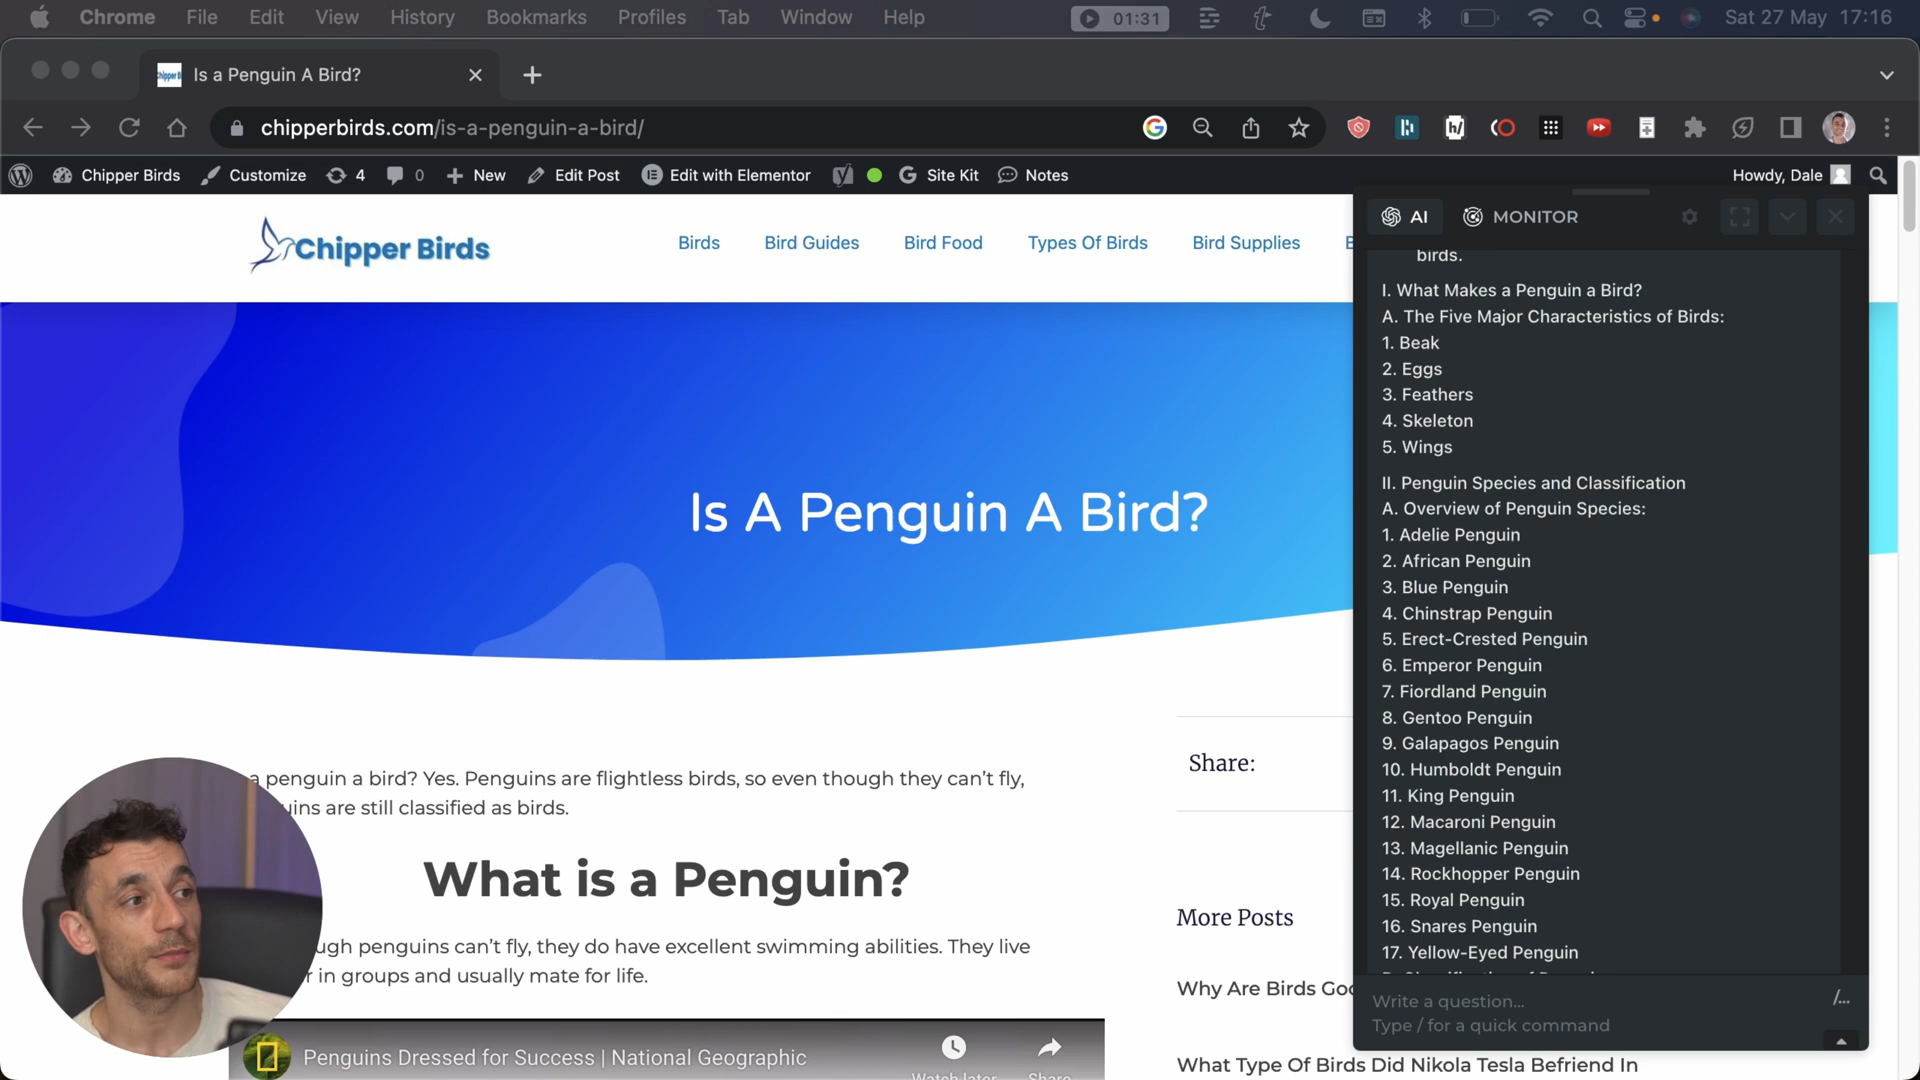 Chrome File Edit View History Bookmarks Profiles Tab Window Help 01:31 Sat 27 May 17:16
Is a Penguin A Bird?
chipperbirds.com/is-a-penguin-a-bird/
Chipper Birds Customize 4 0 New Edit Post Edit with Elementor Site Kit Notes Howdy, Dale
Chipper Birds
Birds Bird Guides Bird Food Types Of Birds Bird Supplies
Is A Penguin A Bird?
a penguin a bird? Yes. Penguins are flightless birds, so even though they can't fly,
are still classified as birds.
What is a Penguin?
penguins can't fly, they do have excellent swimming abilities. They live
in groups and usually mate for life.
Penguins Dressed for Success | National Geographic
Watch later Share
Share:
More Posts
Why Are Birds
What Type Of Birds Did Nikola Tesla Befriend In
AI MONITOR
birds.
I. What Makes a Penguin a Bird?
A. The Five Major Characteristics of Birds:
1. Beak
2. Eggs
3. Feathers
4. Skeleton
5. Wings
II. Penguin Species and Classification
A. Overview of Penguin Species:
1. Adelie Penguin
2. African Penguin
3. Blue Penguin
4. Chinstrap Penguin
5. Erect-Crested Penguin
6. Emperor Penguin
7. Fiordland Penguin
8. Gentoo Penguin
9. Galapagos Penguin
10. Humboldt Penguin
11. King Penguin
12. Macaroni Penguin
13. Magellanic Penguin
14. Rockhopper Penguin
15. Royal Penguin
16. Snares Penguin
17. Yellow-Eyed Penguin
Write a question...
/...
Type / for a quick command